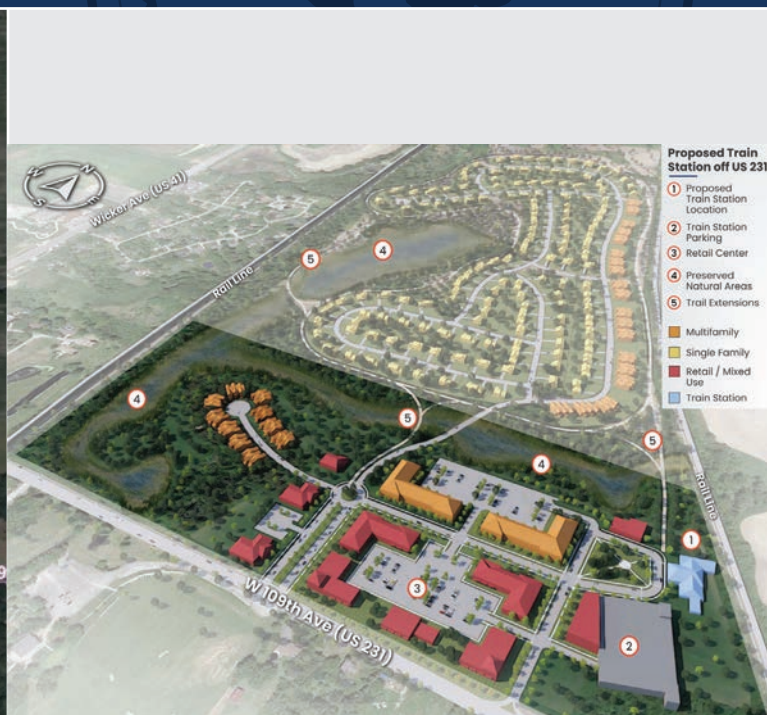 N
W
E
S
Wicker Ave (US 41)
Rail Line
4
5
4
5
4
5
Rail Line
1
3
W 109th Ave (US 231)
2
9
Proposed Train
Station off US 231
1 Proposed
Train Station
Location
2 Train Station
Parking
3 Retail Center
4 Preserved
Natural Areas
5 Trail Extensions
Multifamily
Single Family
Retail / Mixed
Use
Train Station